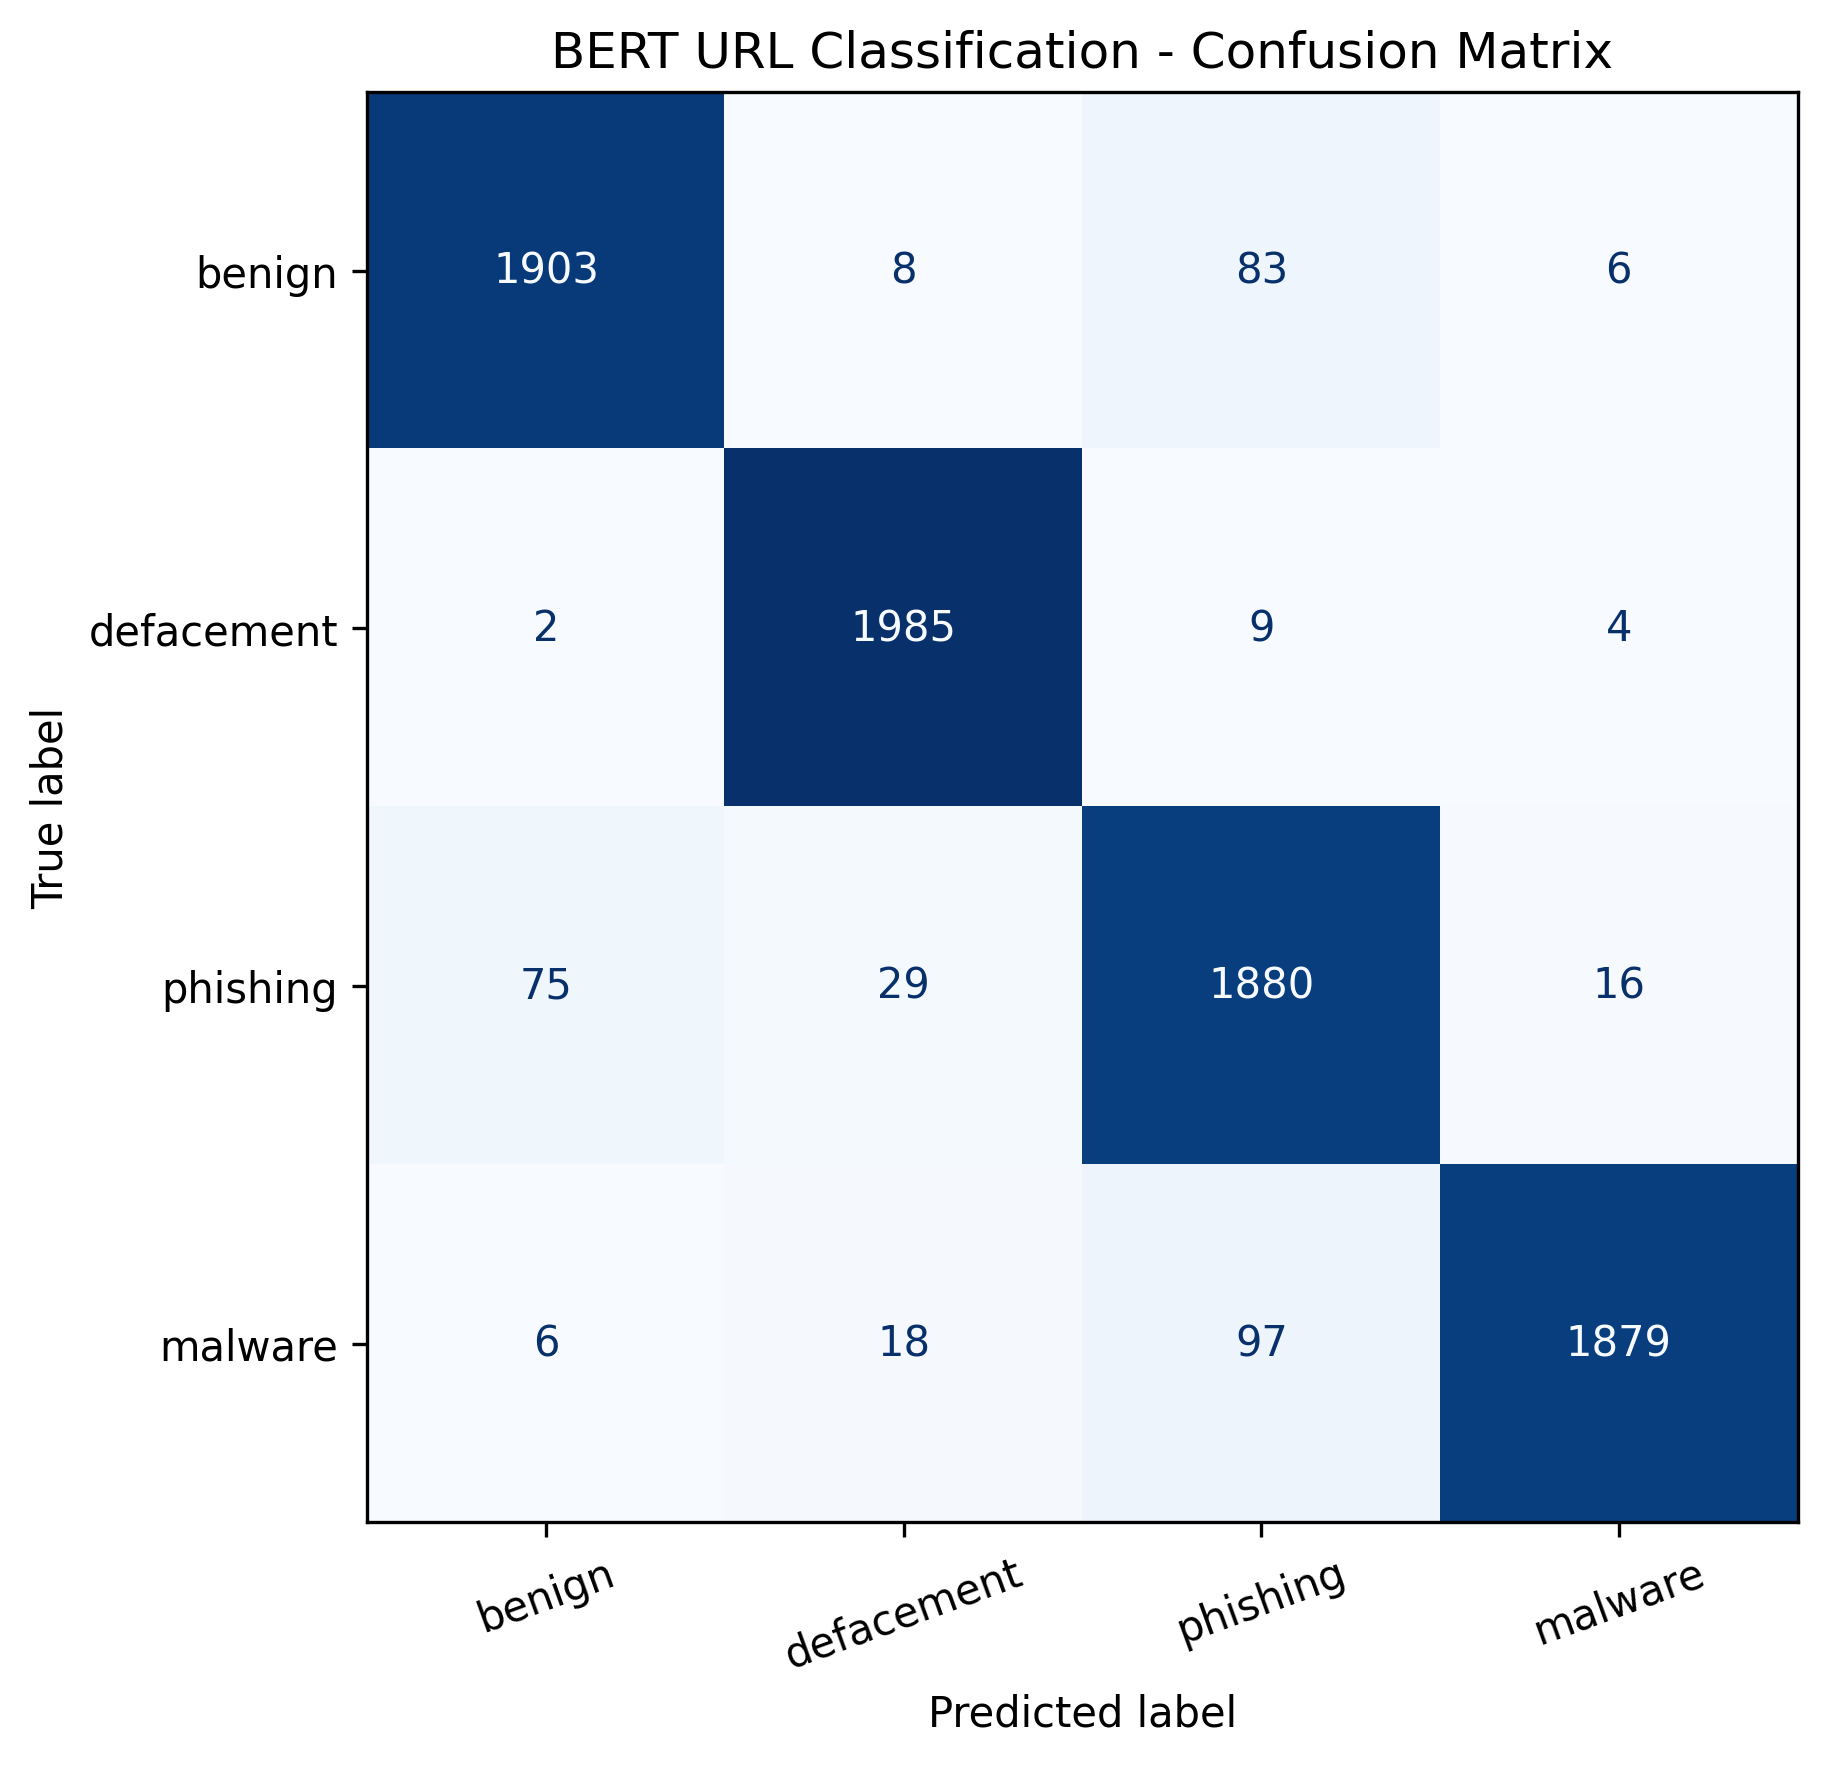 BERT URL Classification - Confusion Matrix
benign 1903 8 83 6
defacement 2 1985 9 4
phishing 75 29 1880 16
malware 6 18 97 1879
True label
benign defacement phishing malware
Predicted label